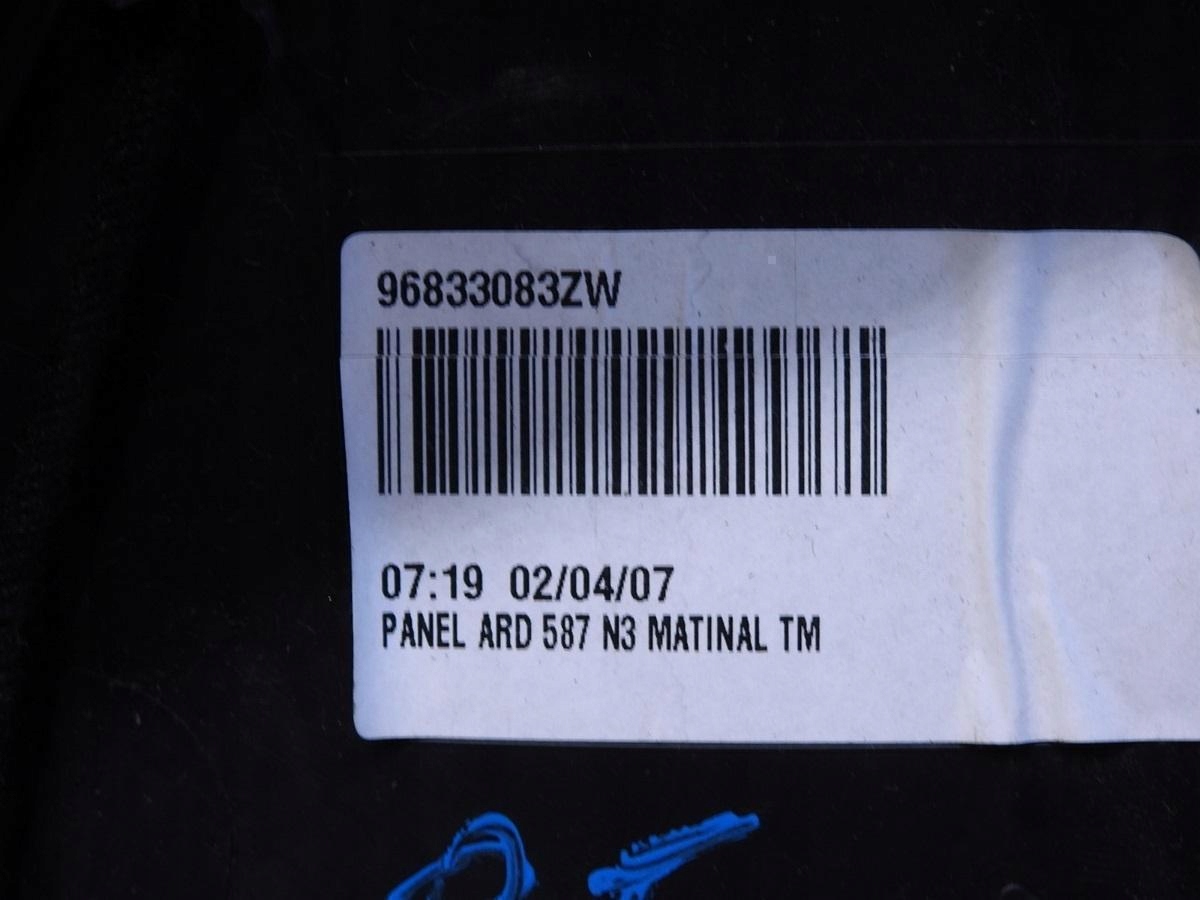 96833083ZW
07:19 02/04/07
PANEL ARD 587 N3 MATINAL TM